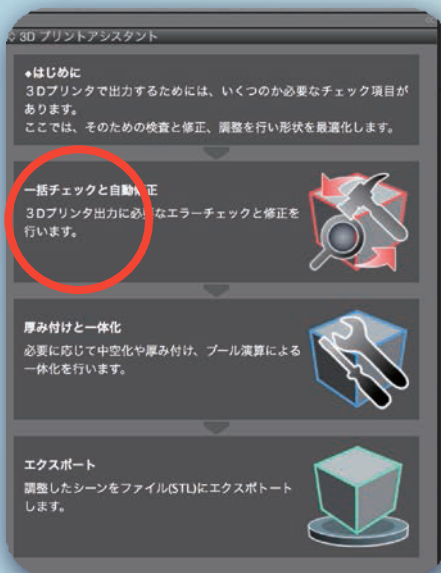 3D プリントアシスタント
◆はじめに
３Dプリンタで出力するためには、いくつのか必要なチェック項目が
あります。
ここでは、そのための検査と修正、調整を行い形状を最適化します。
一括チェックと自動修正
３Dプリンタ出力に必要なエラーチェックと修正を
行います。
厚み付けと一体化
必要に応じて中空化や厚み付け、ブール演算による
一体化を行います。
エクスポート
調整したシーンをファイル(STL)にエクスポトート
します。